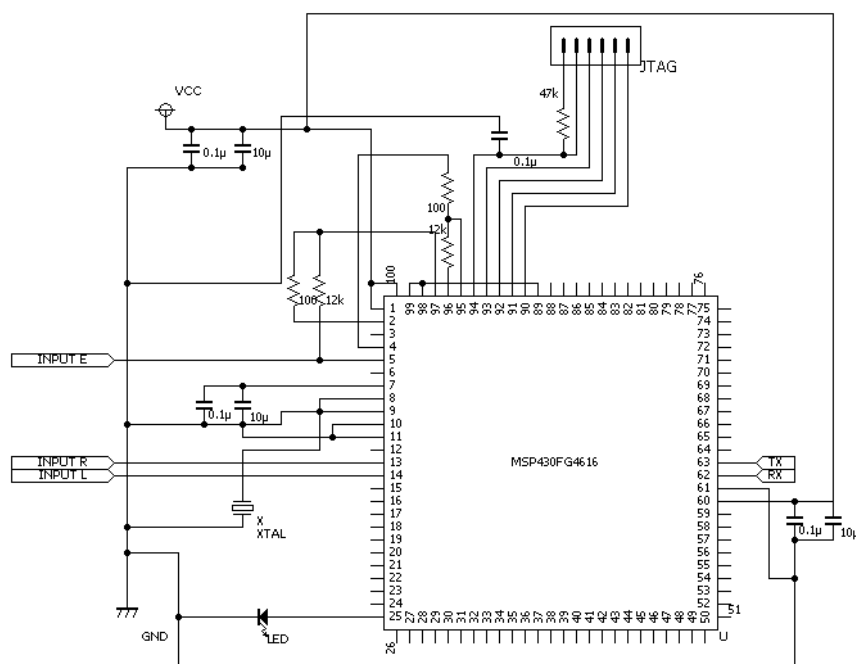 JTAG
VCC
47k
0.1µ
10µ
0.1µ
100
12k
100
12k
100 99 98 97 96 95 94 93 92 91 90 89 88 87 86 85 84 83 82 81 80 79 78 77 76
1 75
2 74
3 73
4 72
INPUT E 5 71
6 70
7 69
8 68
0.1µ 10µ 9 67
10 66
11 65
12 64
INPUT R 13 MSP430FG4616 63 TX
INPUT L 14 62 RX
15 61
16 60
17 59
X
XTAL
18 58 0.1µ 10µ
19 57
20 56
21 55
22 54
23 53
24 52
25 51
GND LED
26 27 28 29 30 31 32 33 34 35 36 37 38 39 40 41 42 43 44 45 46 47 48 49 50 U